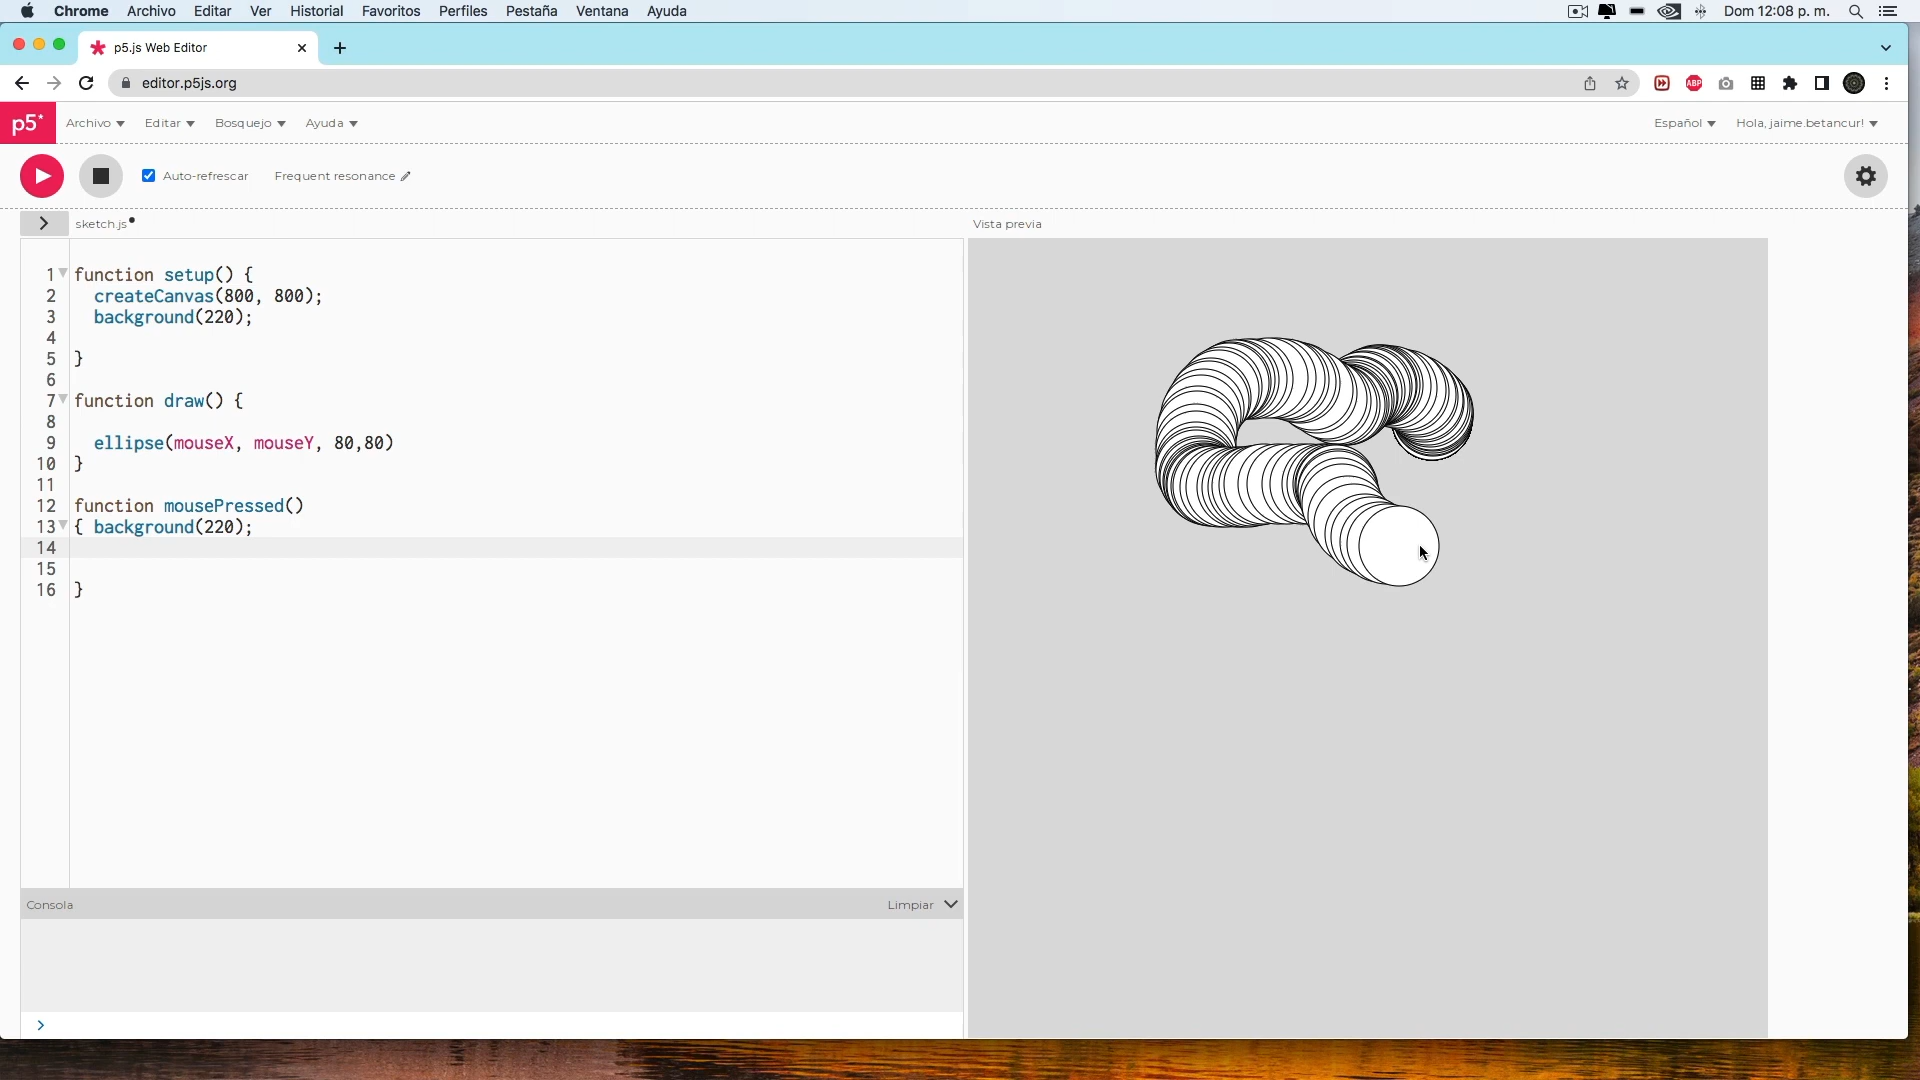 Chrome Archivo Editar Ver Historial Favoritos Perfiles Pestaña Ventana Ayuda Dom 12:08 p. m.
p5.js Web Editor
editor.p5js.org
ABP
p5* Archivo Editar Bosquejo Ayuda Español Hola, jaime.betancur!
Auto-refrescar Frequent resonance
sketch.js
Vista previa
1 function setup() {
2 createCanvas(800, 800);
3 background(220);
4
5 }
6
7 function draw() {
8
9 ellipse(mouseX, mouseY, 80,80)
10 }
11
12 function mousePressed()
13 { background(220);
14
15
16 }
Consola Limpiar
>